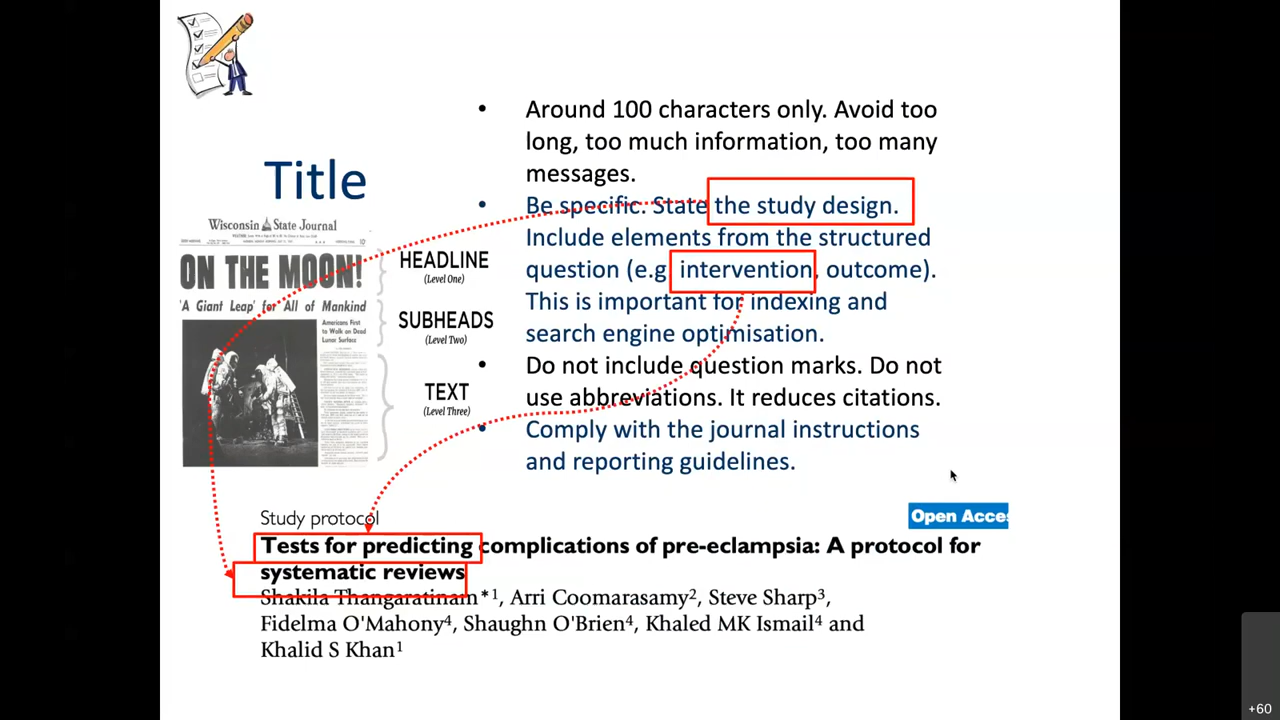 • Around 100 characters only. Avoid too
long, too much information, too many
messages.
Title
• Be specific. State the study design.
Include elements from the structured
question (e.g intervention, outcome).
This is important for indexing and
search engine optimisation.
• Do not include question marks. Do not
use abbreviations. It reduces citations.
• Comply with the journal instructions
and reporting guidelines.
Wisconsin State Journal
ON THE MOON!
'A Giant Leap' for All of Mankind
Americans First
to Walk on Dead
Lunar Surface
HEADLINE
(Level One)
SUBHEADS
(Level Two)
TEXT
(Level Three)
Study protocol
Open Acces
Tests for predicting complications of pre-eclampsia: A protocol for
systematic reviews
Shakila Thangaratinam*1, Arri Coomarasamy2, Steve Sharp3,
Fidelma O'Mahony4, Shaughn O'Brien4, Khaled MK Ismail4 and
Khalid S Khan1
+60